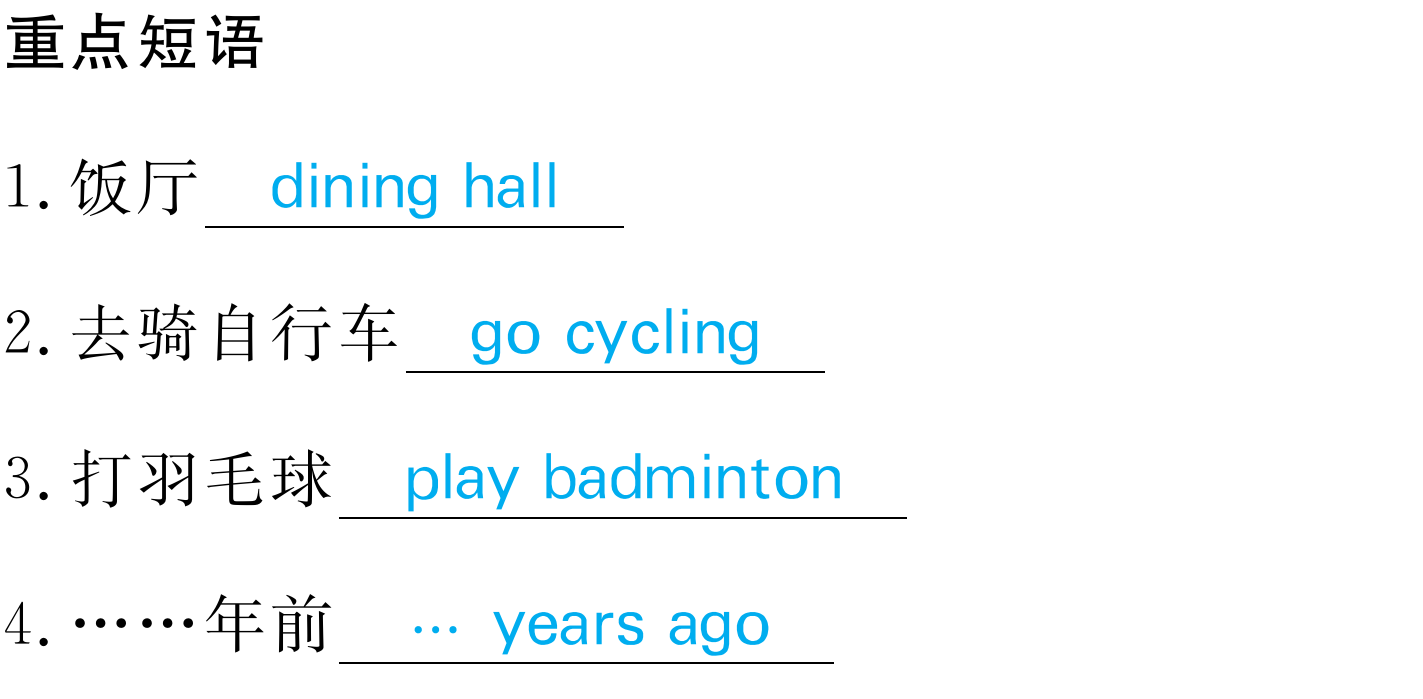 重点短语
1. 饭厅 dining hall
2. 去骑自行车 go cycling
3. 打羽毛球 play badminton
4. ……年前 … years ago